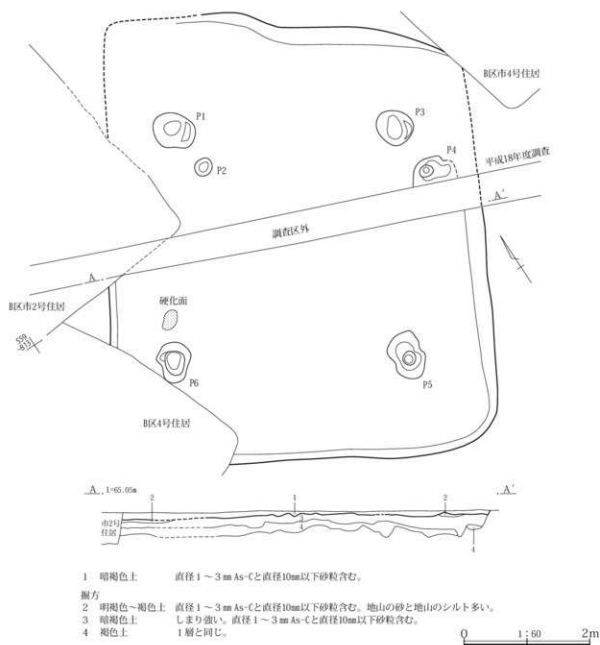 B区市4号住居
P1
P3
P2
P4
平成18年度調査
A'
調査区外
A
B区市2号住居
硬化面
P6
P5
B区4号住居
A L=65.05m
A'
2
1
2
市2号
住居
3
4
4
1 暗褐色土 直径1～3㎜As-Cと直径10㎜以下砂粒含む。
掘方
2 明褐色～褐色土 直径1～3㎜As-Cと直径10㎜以下砂粒含む。地山の砂と地山のシルト多い。
3 暗褐色土 しまり強い。直径1～3㎜As-Cと直径10㎜以下砂粒含む。
4 褐色土 1層と同じ。
0 1:60 2m